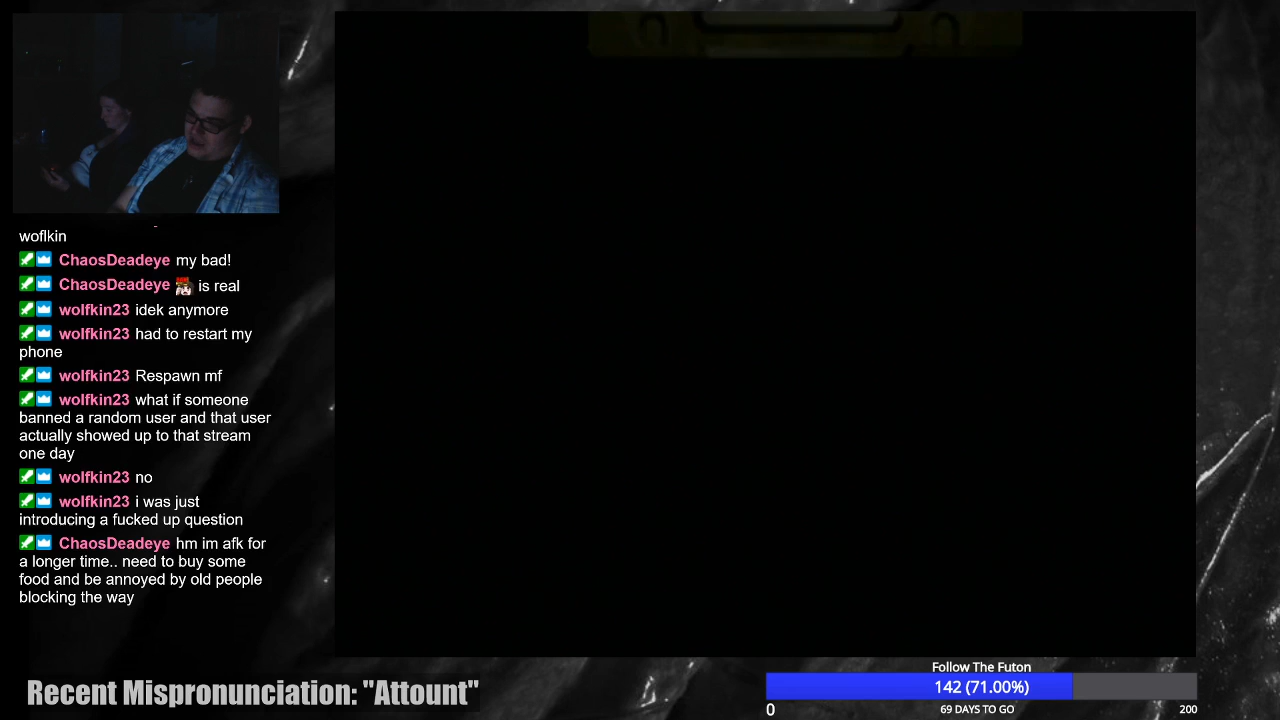 woflkin
ChaosDeadeye my bad!
ChaosDeadeye is real
wolfkin23 idek anymore
wolfkin23 had to restart my
phone
wolfkin23 Respawn mf
wolfkin23 what if someone
banned a random user and that user
actually showed up to that stream
one day
wolfkin23 no
wolfkin23 i was just
introducing a fucked up question
ChaosDeadeye hm im afk for
a longer time.. need to buy some
food and be annoyed by old people
blocking the way
Recent Mispronunciation: "Attount"
Follow The Futon
142 (71.00%)
0 69 DAYS TO GO 200